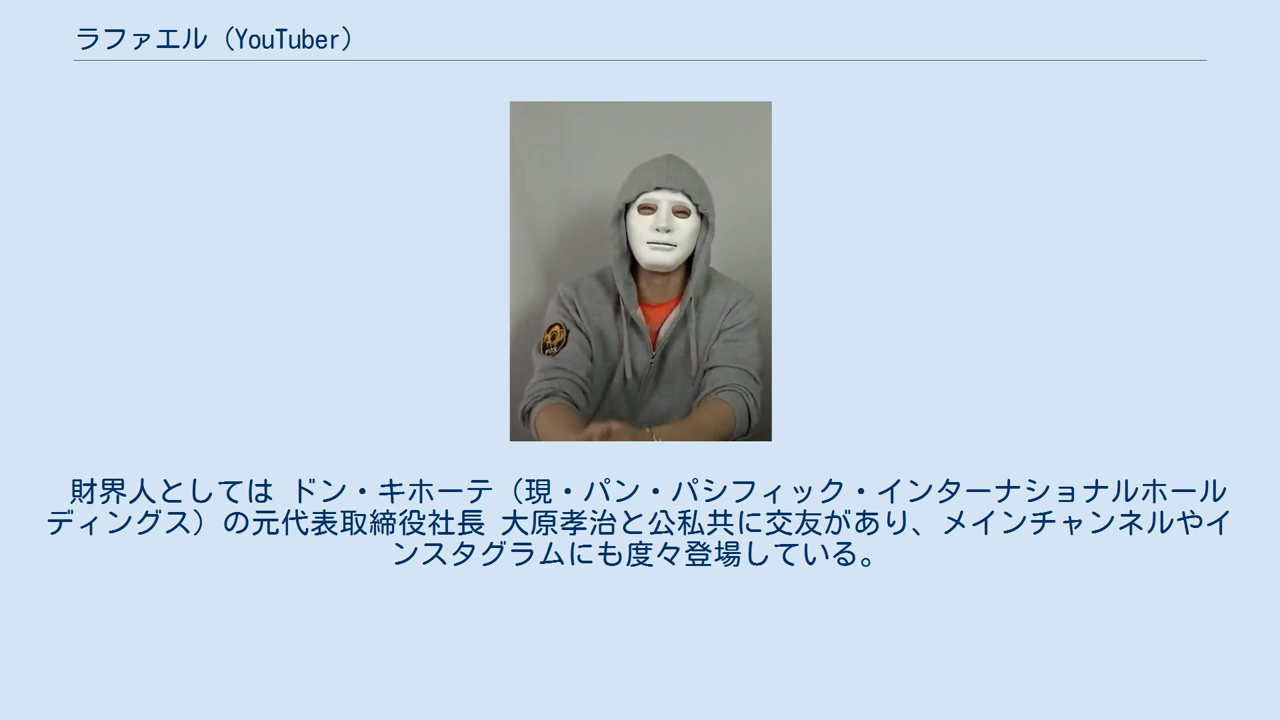 ラファエル（YouTuber）
財界人としては ドン・キホーテ（現・パン・パシフィック・インターナショナルホール
ディングス）の元代表取締役社長 大原孝治と公私共に交友があり、メインチャンネルやイ
ンスタグラムにも度々登場している。